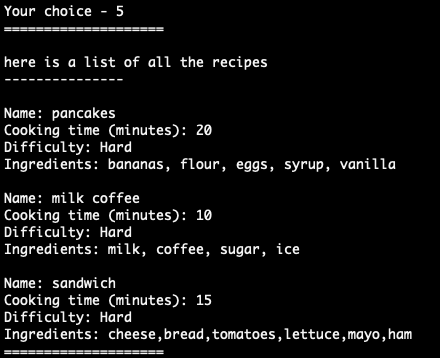 Your choice - 5
====================
here is a list of all the recipes
---------------
Name: pancakes
Cooking time (minutes): 20
Difficulty: Hard
Ingredients: bananas, flour, eggs, syrup, vanilla
Name: milk coffee
Cooking time (minutes): 10
Difficulty: Hard
Ingredients: milk, coffee, sugar, ice
Name: sandwich
Cooking time (minutes): 15
Difficulty: Hard
Ingredients: cheese,bread,tomatoes,lettuce,mayo,ham
====================